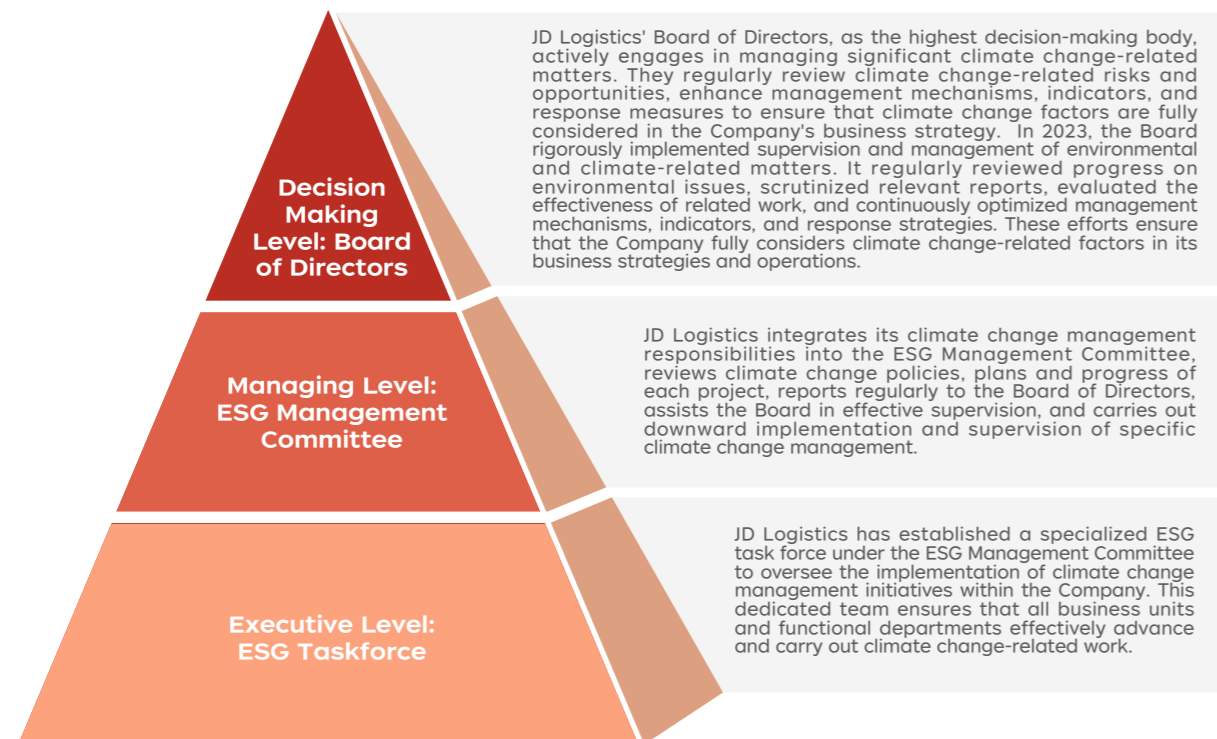 Decision
Making
Level: Board
of Directors
JD Logistics' Board of Directors, as the highest decision-making body,
actively engages in managing significant climate change-related
matters. They regularly review climate change-related risks and
opportunities, enhance management mechanisms, indicators, and
response measures to ensure that climate change factors are fully
considered in the Company's business strategy. In 2023, the Board
rigorously implemented supervision and management of environmental
and climate-related matters. It regularly reviewed progress on
environmental issues, scrutinized relevant reports, evaluated the
effectiveness of related work, and continuously optimized management
mechanisms, indicators, and response strategies. These efforts ensure
that the Company fully considers climate change-related factors in its
business strategies and operations.
Managing Level:
ESG Management
Committee
JD Logistics integrates its climate change management
responsibilities into the ESG Management Committee,
reviews climate change policies, plans and progress of
each project, reports regularly to the Board of Directors,
assists the Board in effective supervision, and carries out
downward implementation and supervision of specific
climate change management.
Executive Level:
ESG Taskforce
JD Logistics has established a specialized ESG
task force under the ESG Management Committee
to oversee the implementation of climate change
management initiatives within the Company. This
dedicated team ensures that all business units
and functional departments effectively advance
and carry out climate change-related work.